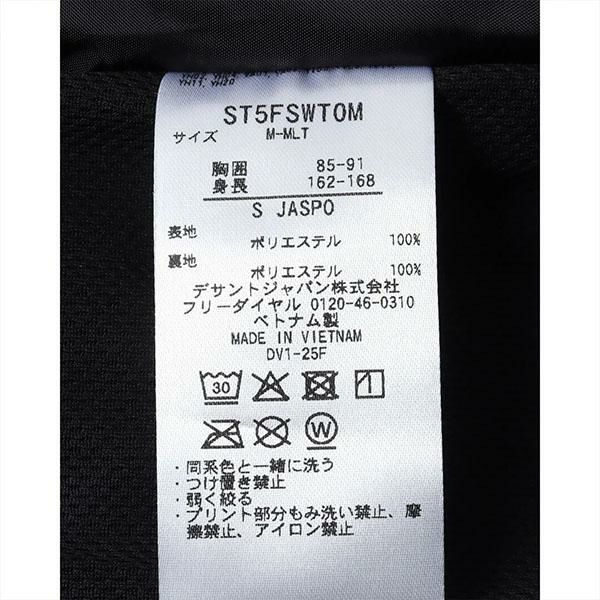 YH11, YH20
ST5FSWTOM
サイズ M-MLT
胸囲 85-91
身長 162-168
S JASPO
表地
ポリエステル 100%
裏地
ポリエステル 100%
デサントジャパン株式会社
フリーダイヤル 0120-46-0310
ベトナム製
MADE IN VIETNAM
DV1-25F
30
W
・同系色と一緒に洗う
・つけ置き禁止
・弱く絞る
・プリント部分もみ洗い禁止、摩
擦禁止、アイロン禁止